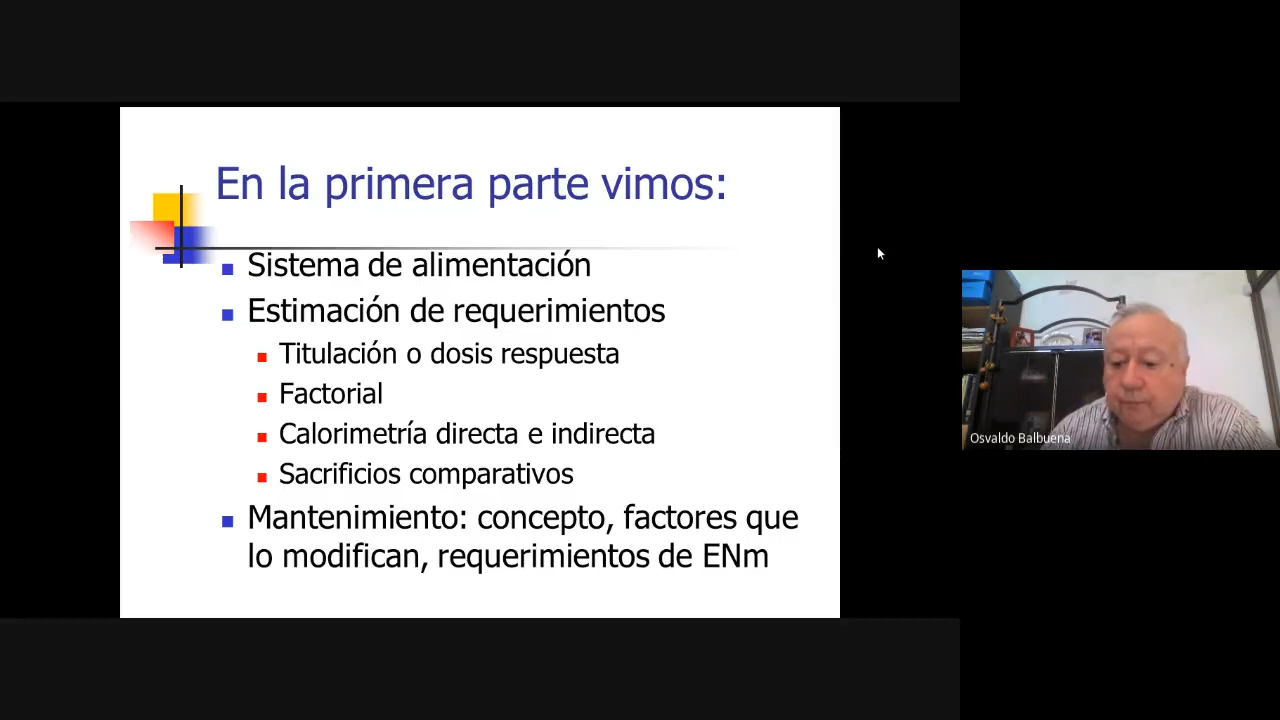 En la primera parte vimos:
Sistema de alimentación
Estimación de requerimientos
Titulación o dosis respuesta
Factorial
Calorimetría directa e indirecta
Sacrificios comparativos
Mantenimiento: concepto, factores que
lo modifican, requerimientos de ENm
Osvaldo Balbuena